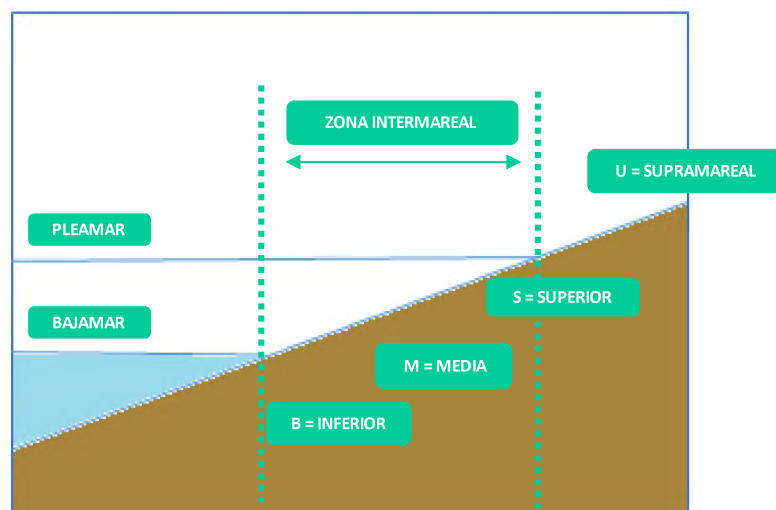 ZONA INTERMAREAL
U = SUPRAMAREAL
PLEAMAR
S = SUPERIOR
BAJAMAR
M = MEDIA
B = INFERIOR